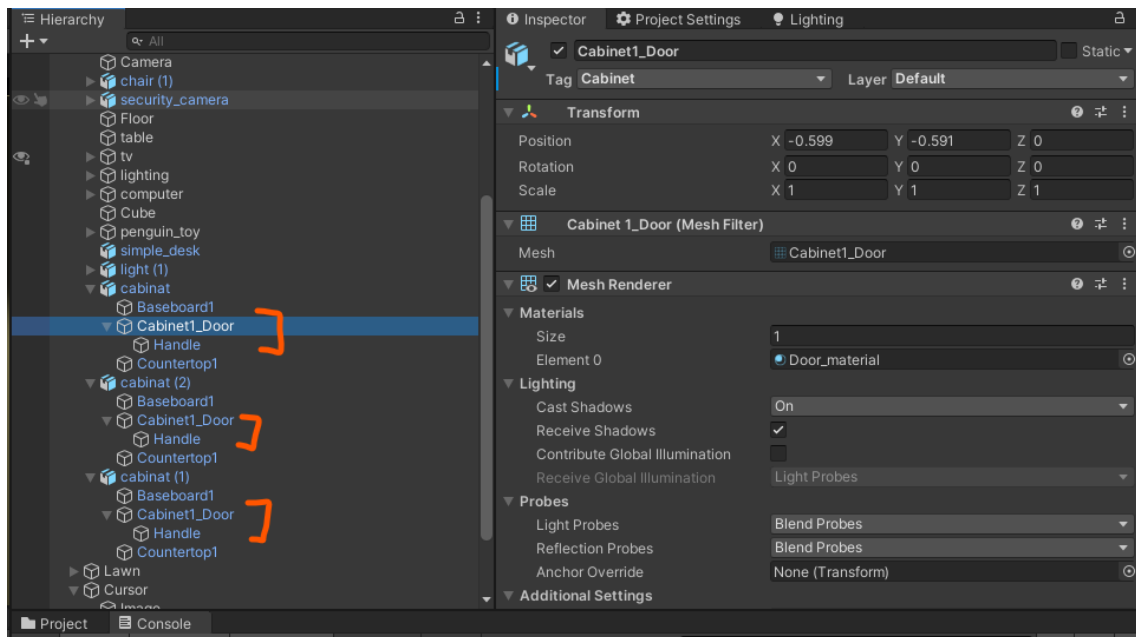 Hierarchy
All
Camera
chair (1)
security_camera
Floor
table
tv
lighting
computer
Cube
penguin_toy
simple_desk
light (1)
cabinat
Baseboard1
Cabinet1_Door
Handle
Countertop1
cabinat (2)
Baseboard1
Cabinet1_Door
Handle
Countertop1
cabinat (1)
Baseboard1
Cabinet1_Door
Handle
Countertop1
Lawn
Cursor
Image
Project Console
Inspector Project Settings Lighting
Cabinet1_Door Static
Tag Cabinet Layer Default
Transform
Position X -0.599 Y -0.591 Z 0
Rotation X 0 Y 0 Z 0
Scale X 1 Y 1 Z 1
Cabinet 1_Door (Mesh Filter)
Mesh Cabinet1_Door
Mesh Renderer
Materials
Size 1
Element 0 Door_material
Lighting
Cast Shadows On
Receive Shadows
Contribute Global Illumination
Receive Global Illumination Light Probes
Probes
Light Probes Blend Probes
Reflection Probes Blend Probes
Anchor Override None (Transform)
Additional Settings